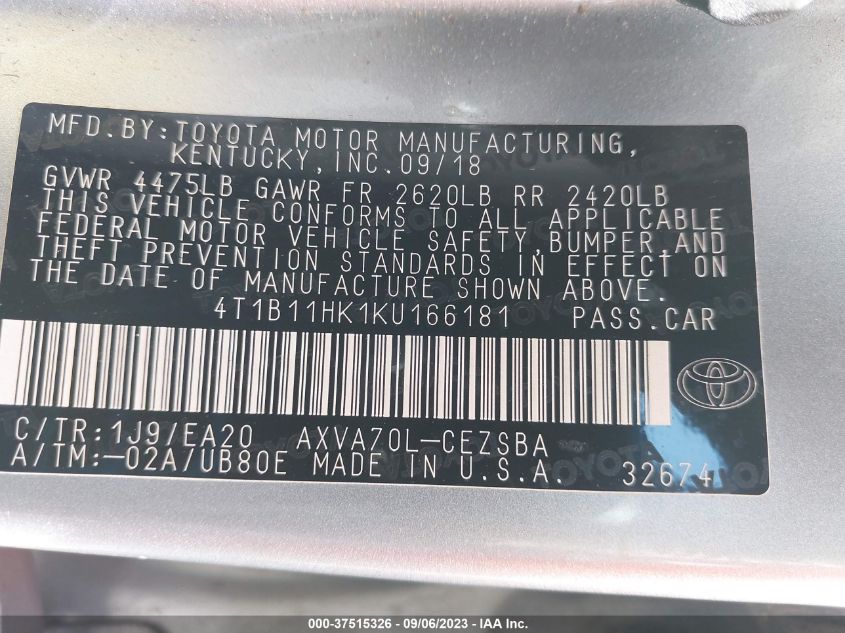 MFD.BY:TOYOTA MOTOR MANUFACTURING,
KENTUCKY,INC.09/18
GVWR 4475LB GAWR FR 2620LB RR 2420LB
THIS VEHICLE CONFORMS TO ALL APPLICABLE
FEDERAL MOTOR VEHICLE SAFETY,BUMPER,AND
THEFT PREVENTION STANDARDS IN EFFECT ON
THE DATE OF MANUFACTURE SHOWN ABOVE.
4T1B11HK1KU166181 PASS.CAR
C/TR:1J9/EA20 AXVA70L-CEZSBA
A/TM:-02A/UB80E MADE IN U.S.A. 32674
000-37515326 - 09/06/2023 - IAA Inc.